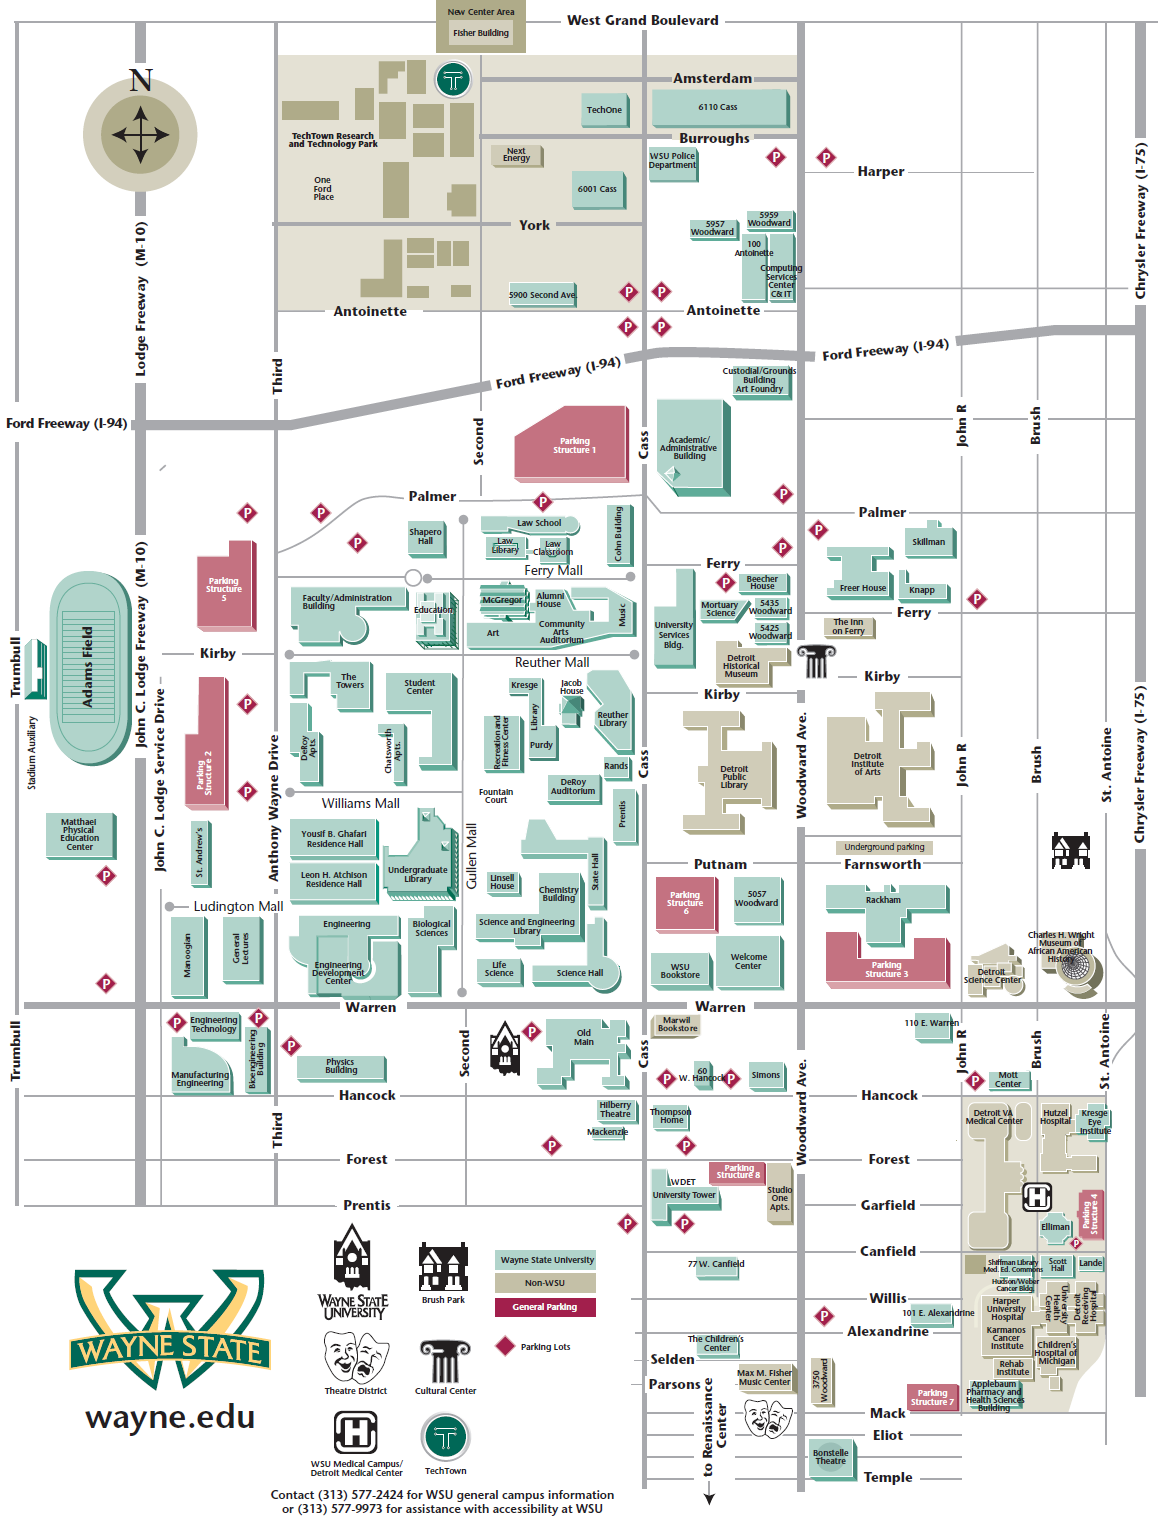 New Center Area
Fisher Building
West Grand Boulevard
N
Amsterdam
TechOne
6110 Cass
TechTown Research
and Technology Park
Burroughs
Next
Energy
WSU Police
Department
P
P
Harper
One
Ford
Place
6001 Cass
York
5957
Woodward
5959
Woodward
100
Antoinette
Computing
Services
Center
C&IT
5900 Second Ave.
P
P
Antoinette
Antoinette
P
P
Lodge Freeway (M-10)
Chrysler Freeway (I-75)
Third
Ford Freeway (I-94)
Ford Freeway (I-94)
Ford Freeway (I-94)
Custodial/Grounds
Building
Art Foundry
Second
Cass
John R
Brush
Parking
Structure 1
Academic/
Administrative
Building
Palmer
P
P
Palmer
P
P
P
P
P
Shapero
Hall
Law School
Law
Library
Law
Classroom
Cohn Building
Skillman
Ferry Mall
Ferry
Freer House
Knapp
P
Ferry
Parking
Structure
5
Faculty/Administration
Building
Education
McGregor
Alumni
House
Art
Community
Arts
Auditorium
Music
University
Services
Bldg.
P
Beecher
House
Mortuary
Science
5435
Woodward
5425
Woodward
The Inn
on Ferry
Detroit
Historical
Museum
Trumbull
Adams Field
Stadium Auxiliary
John C. Lodge Freeway (M-10)
John C. Lodge Service Drive
Kirby
Reuther Mall
Kirby
Kirby
The
Towers
Student
Center
Kresge
Library
Purdy
Jacob
House
Reuther
Library
Recreation and
Fitness Center
P
Parking
Structure 2
P
DeRoy
Apts.
Chatsworth
Apts.
Rands
DeRoy
Auditorium
Fountain
Court
Prentis
Detroit
Public
Library
Detroit
Institute
of Arts
Cass
Woodward Ave.
John R
Brush
St. Antoine
Chrysler Freeway (I-75)
Anthony Wayne Drive
Williams Mall
Gullen Mall
Matthaei
Physical
Education
Center
P
St. Andrew's
Yousif B. Ghafari
Residence Hall
Leon H. Atchison
Residence Hall
Undergraduate
Library
Linsell
House
Chemistry
Building
State Hall
Science and Engineering
Library
Underground parking
Putnam
Farnsworth
Parking
Structure
6
5057
Woodward
Rackham
Ludington Mall
Manoogian
General
Lectures
Engineering
Engineering
Development
Center
Biological
Sciences
Life
Science
Science Hall
WSU
Bookstore
Welcome
Center
Parking
Structure 3
Detroit
Science Center
Charles H. Wright
Museum of
African American
History
P
Warren
Warren
Trumbull
P
Engineering
Technology
P
Bioengineering
Building
Manufacturing
Engineering
P
Physics
Building
Second
P
Old
Main
Cass
Marwil
Bookstore
110 E. Warren
John R
Brush
St. Antoine
P
60
W. Hancock
P
Simons
Woodward Ave.
P
Mott
Center
Hancock
Hancock
Third
Hilberry
Theatre
Mackenzie
Thompson
Home
P
P
Detroit VA
Medical Center
Hutzel
Hospital
Kresge
Eye
Institute
Forest
Forest
WDET
University Tower
Parking
Structure 8
Studio
One
Apts.
P
P
Prentis
Garfield
H
Parking
Structure 4
Elliman
P
Canfield
77 W. Canfield
Shiffman Library
Med. Ed. Commons
Scott
Hall
Lande
Hudson/Weber
Cancer Bldg.
Willis
P
101 E. Alexandrine
Harper
University
Hospital
University
Health
Center
Detroit
Receiving
Hospital
Alexandrine
Karmanos
Cancer
Institute
Children's
Hospital of
Michigan
Rehab
Institute
The Children's
Center
Selden
Parsons
Max M. Fisher
Music Center
3750
Woodward
Parking
Structure 7
Applebaum
Pharmacy and
Health Sciences
Building
Mack
Eliot
Bonstelle
Theatre
Temple
to Renaissance
Center
WAYNE STATE
UNIVERSITY
Brush Park
Wayne State University
Non-WSU
General Parking
Parking Lots
Theatre District
Cultural Center
H
WSU Medical Campus/
Detroit Medical Center
T
TechTown
W
WAYNE STATE
wayne.edu
Contact (313) 577-2424 for WSU general campus information
or (313) 577-9973 for assistance with accessibility at WSU